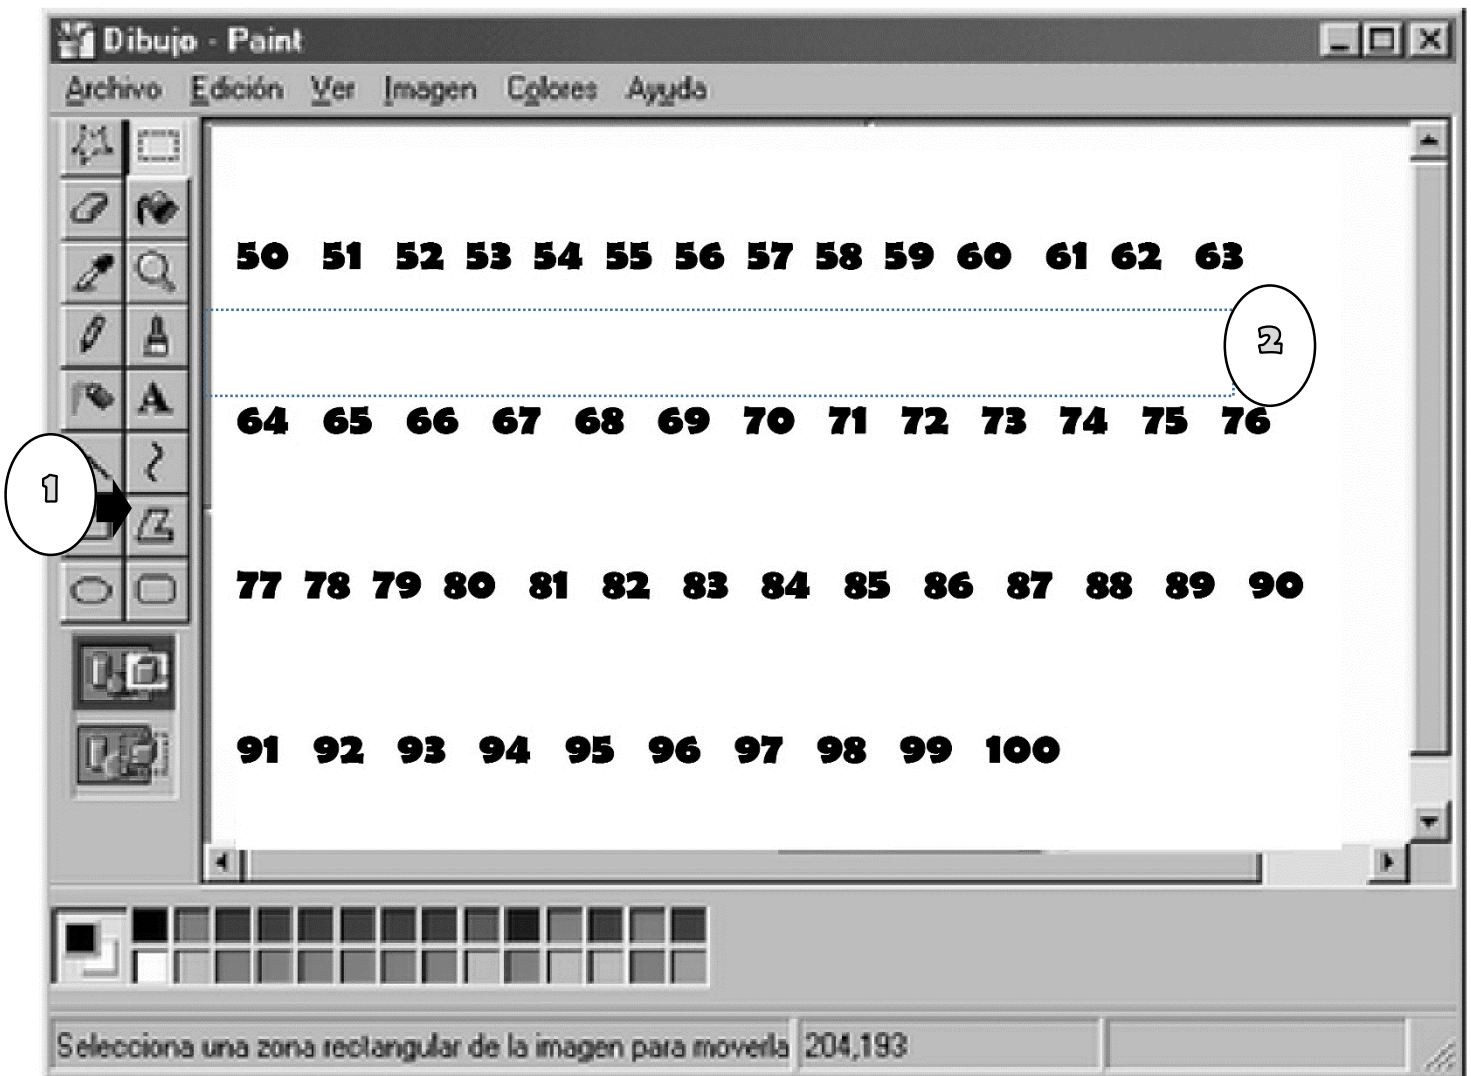 Dibujo - Paint
Archivo Edición Ver Imagen Colores Ayuda
50 51 52 53 54 55 56 57 58 59 60 61 62 63
2
64 65 66 67 68 69 70 71 72 73 74 75 76
1
77 78 79 80 81 82 83 84 85 86 87 88 89 90
91 92 93 94 95 96 97 98 99 100
Selecciona una zona rectangular de la imagen para moverla 204,193